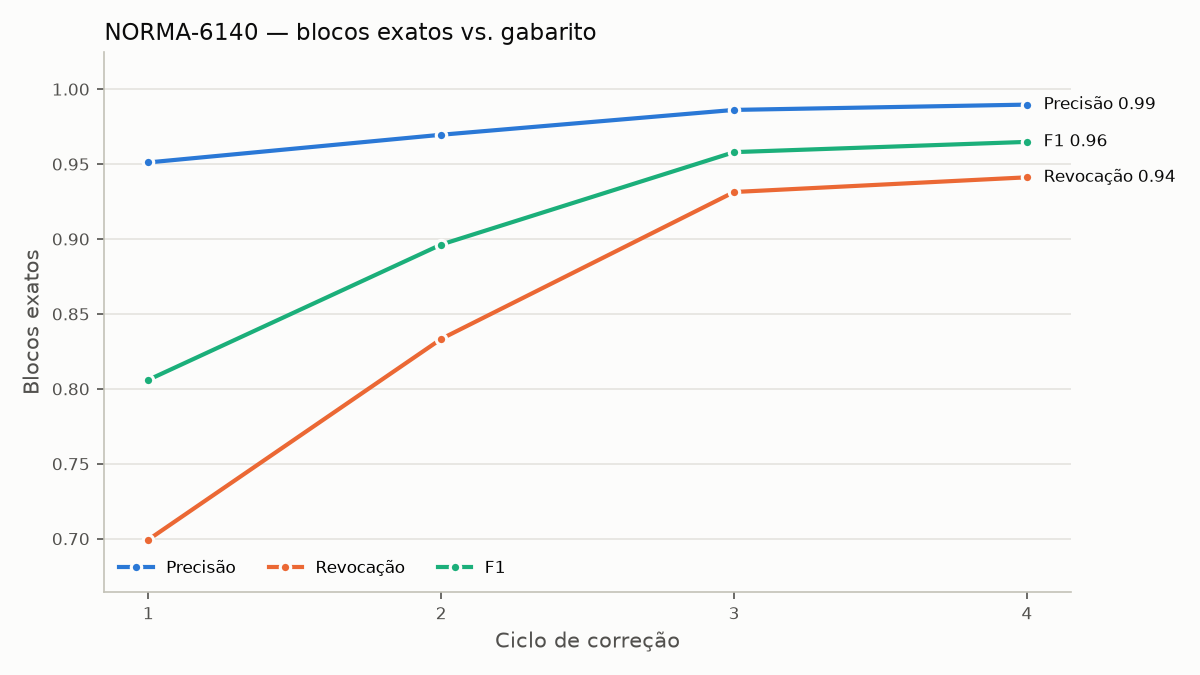 NORMA-6140 — blocos exatos vs. gabarito
Blocos exatos
1.00
0.95
0.90
0.85
0.80
0.75
0.70
Precisão 0.99
F1 0.96
Revocação 0.94
Precisão Revocação F1
1 2 3 4
Ciclo de correção